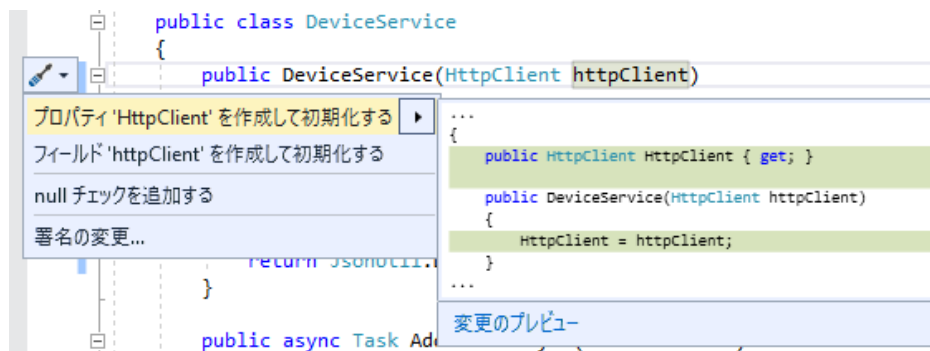 public class DeviceService
{
public DeviceService(HttpClient httpClient)
プロパティ 'HttpClient' を作成して初期化する
フィールド 'httpClient' を作成して初期化する
null チェックを追加する
署名の変更...
...
{
public HttpClient HttpClient { get; }
public DeviceService(HttpClient httpClient)
{
HttpClient = httpClient;
}
...
変更のプレビュー
return
}
public async Task